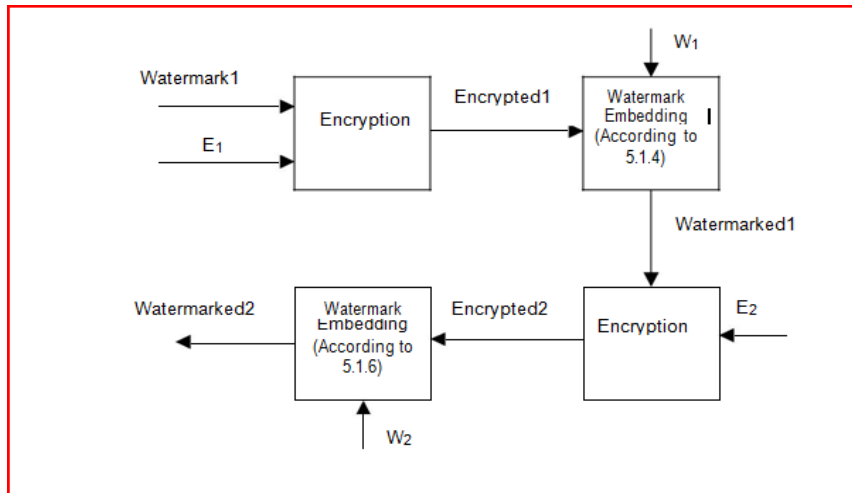 W1
Watermark1
Encryption
E1
Encrypted1
Watermark
Embedding
(According to
5.1.4)
Watermarked1
Watermarked2
Watermark
Embedding
(According to
5.1.6)
Encrypted2
Encryption
E2
W2